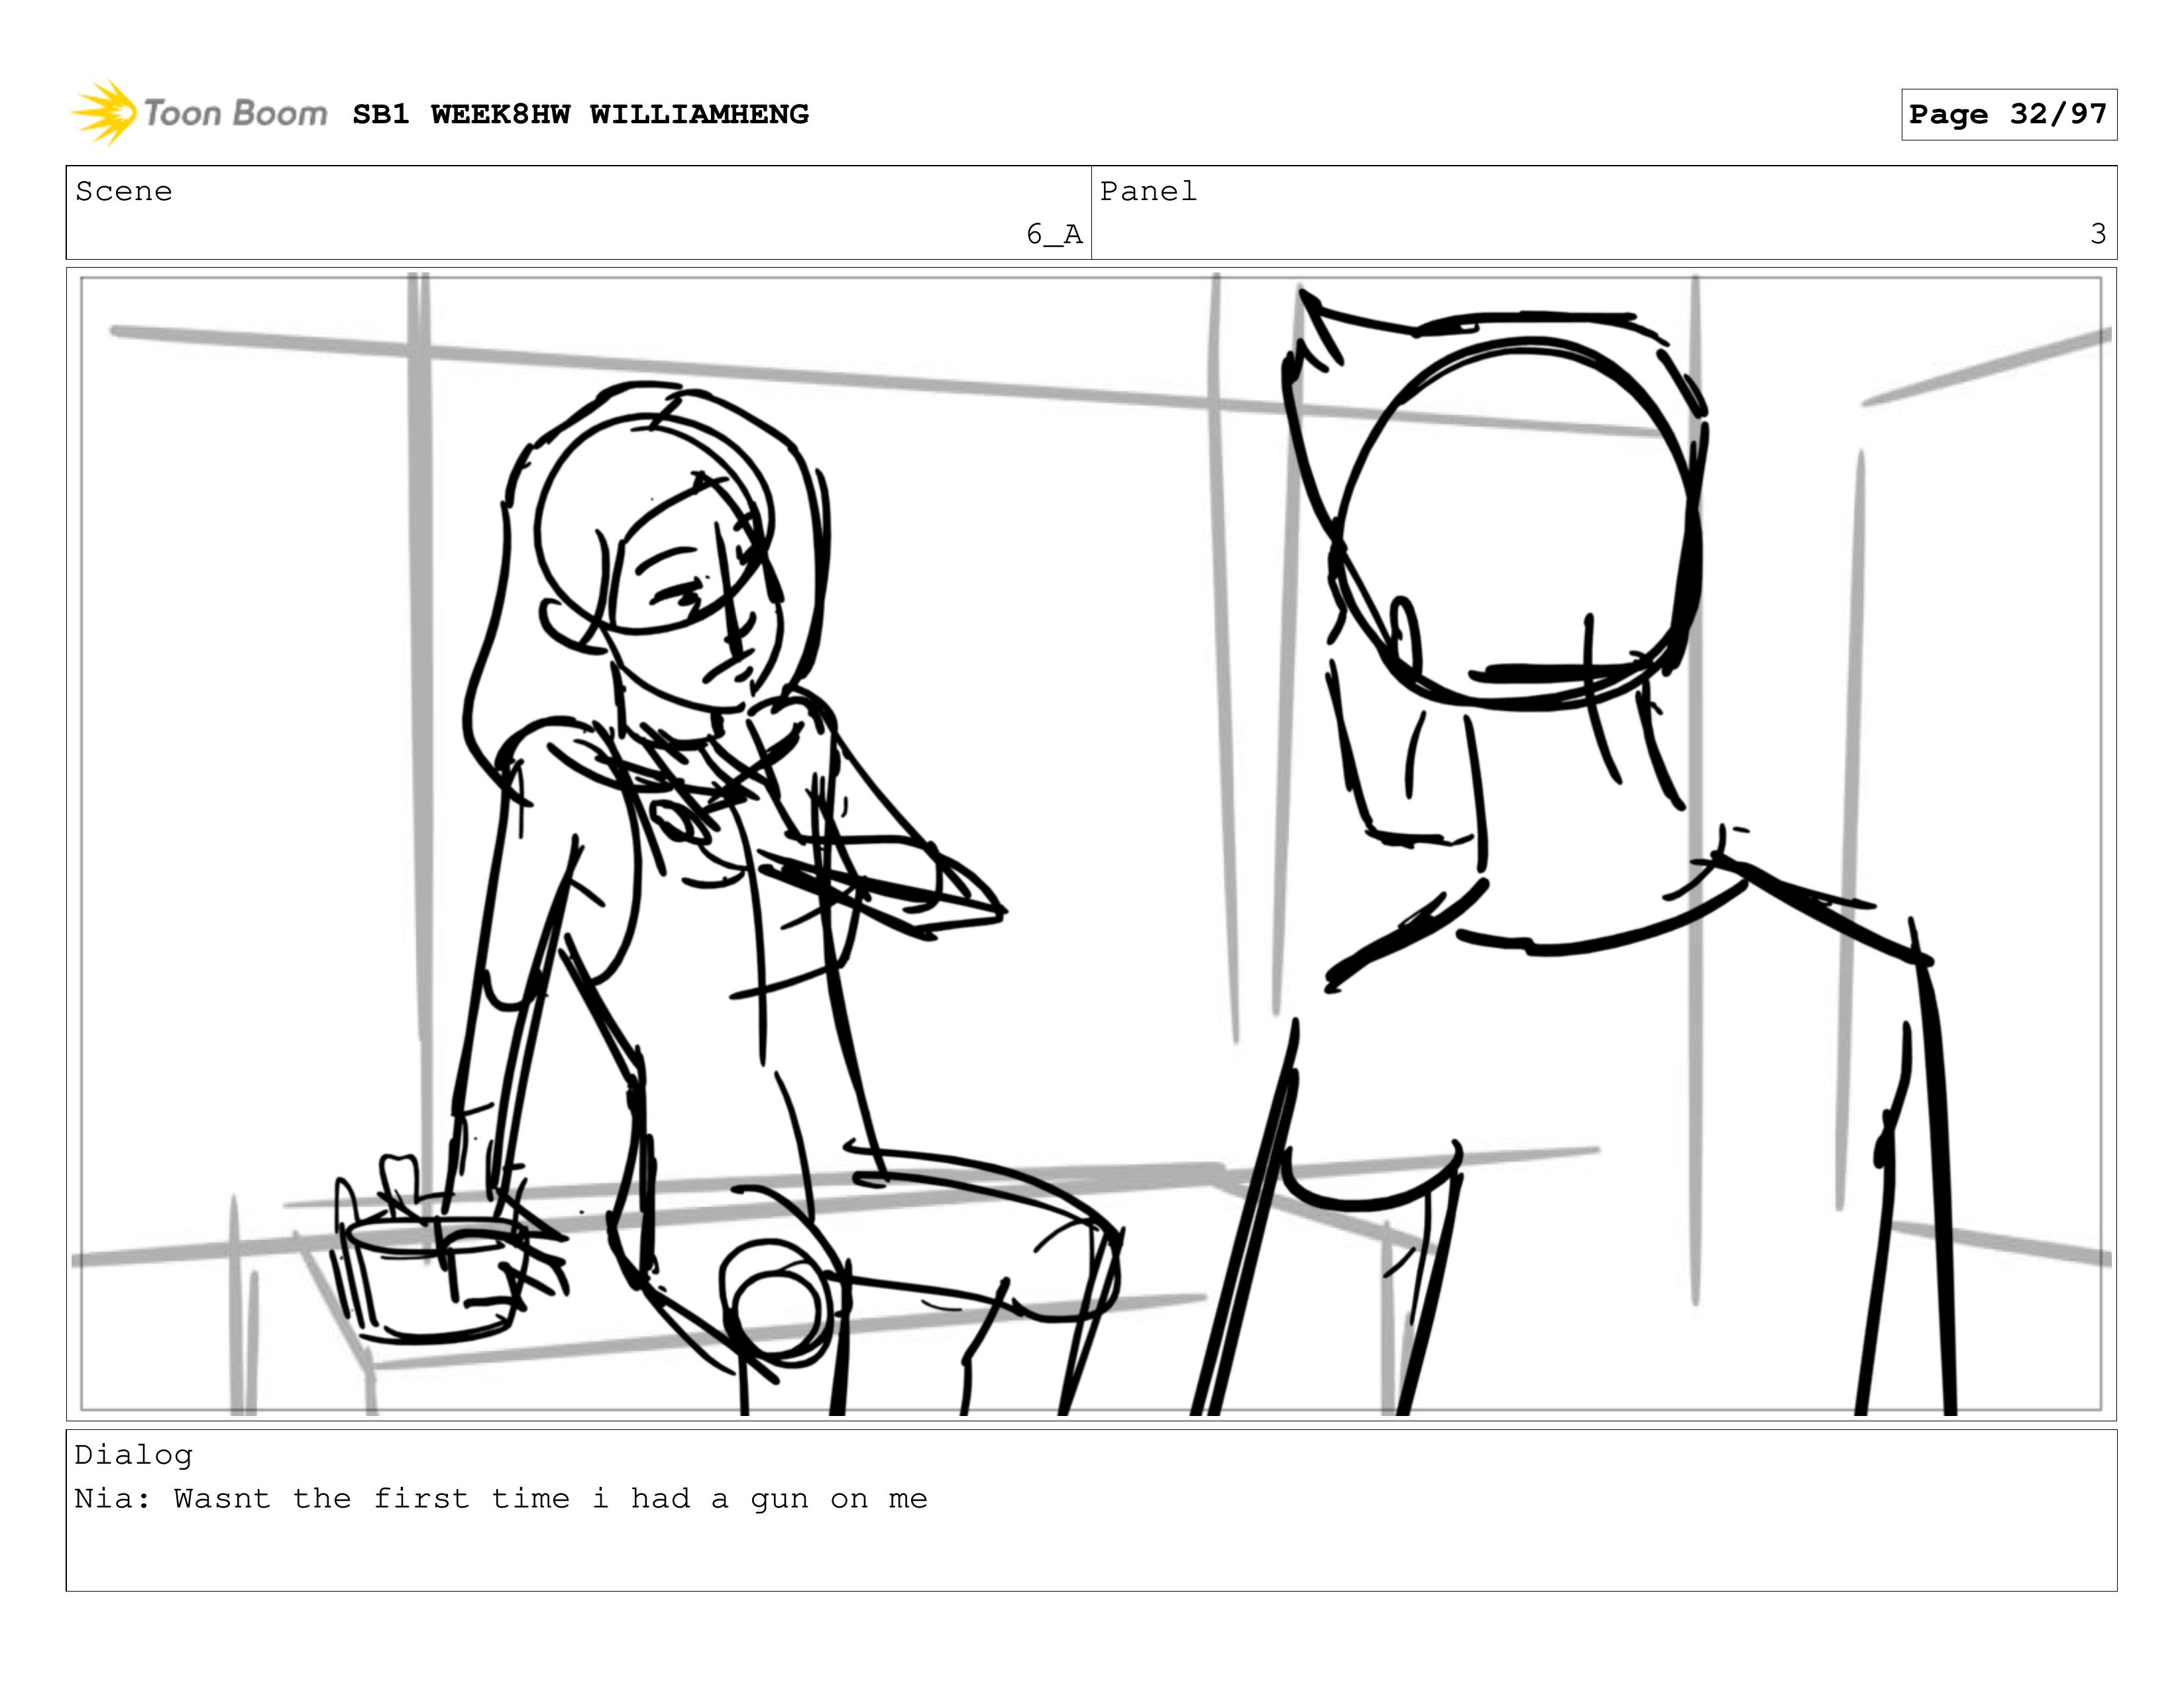 Toon Boom SB1 WEEK8HW WILLIAMHENG
Page 32/97
Scene
6_A
Panel
3
Dialog
Nia: Wasnt the first time i had a gun on me